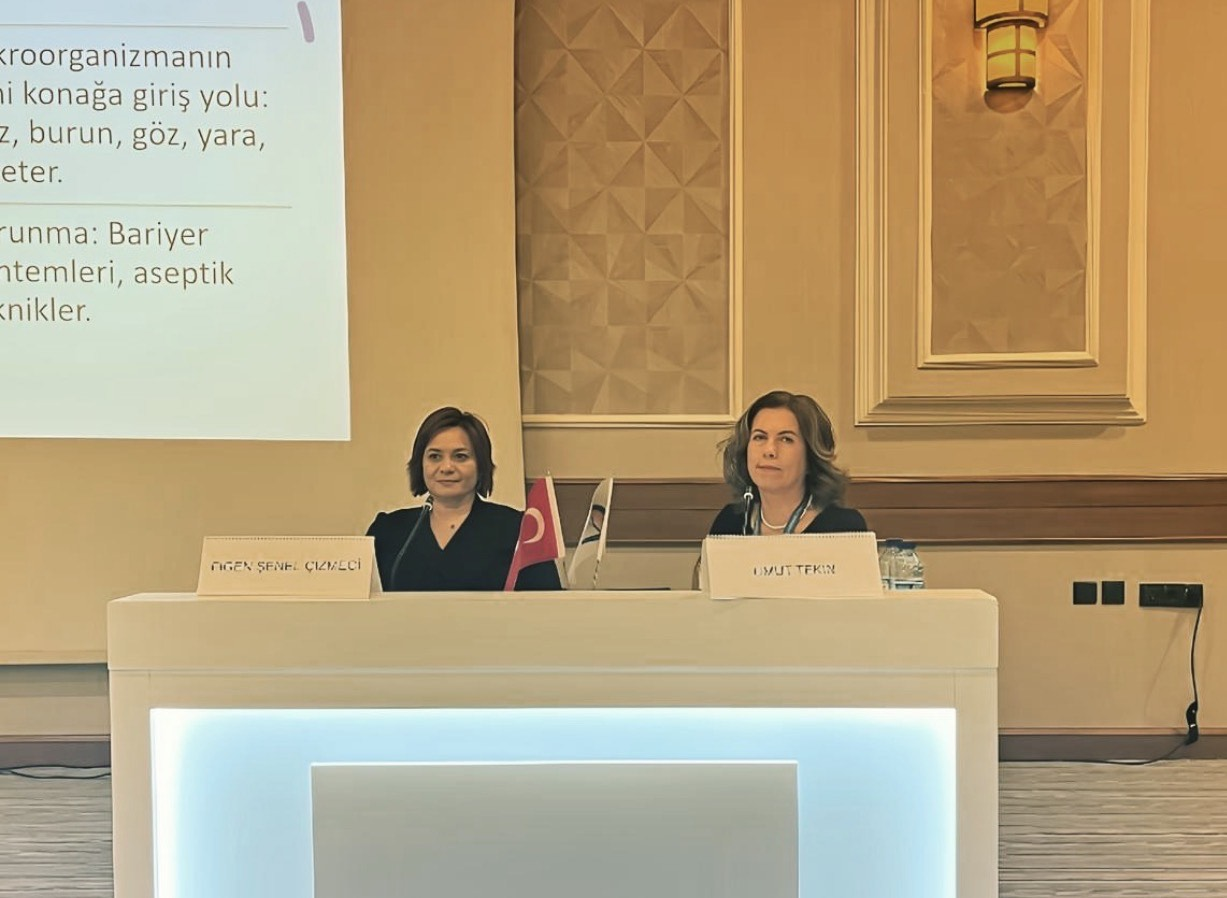 kroorganizmanın
ni konağa giriş yolu:
z, burun, göz, yara,
eter.
runma: Bariyer
ntemleri, aseptik
knikler.
ŞENEL ÇİZMECİ
UMUT TEKİN